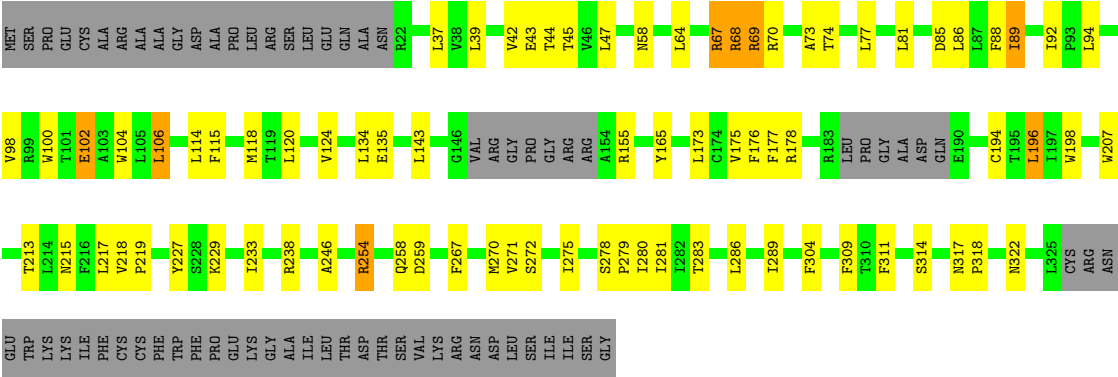 MET SER PRO GLU CYS ALA ARG ALA ALA GLY ASP ALA PRO LEU ARG SER LEU GLU GLN ALA ASN R22 L37 V38 L39 V42 E43 T44 T45 V46 L47 N58 L64 R67 R68 R69 R70 A73 T74 L77 L81 D85 L86 L87 F88 I89 I92 P93 L94
V98 R99 W100 T101 E102 A103 W104 L105 L106 L114 F115 M118 T119 L120 V124 L134 E135 L143 G146 VAL ARG GLY PRO GLY ARG ARG A154 R155 Y165 L173 C174 V175 F176 F177 R178 R183 LEU PRO GLY ALA ASP GLN E190 C194 T195 L196 I197 W198 W207
T213 L214 N215 F216 L217 V218 P219 Y227 S228 K229 I233 R238 A246 R254 Q258 D259 F267 M270 V271 S272 I275 S278 P279 I280 I281 I282 T283 L286 I289 F304 F309 T310 F311 S314 N317 P318 N322 L325 CYS ARG ASN
GLU TRP LYS LYS ILE PHE CYS CYS PHE TRP PHE PRO GLU LYS GLY ALA ILE LEU THR ASP THR SER VAL LYS ARG ASN ASP LEU SER ILE ILE SER GLY